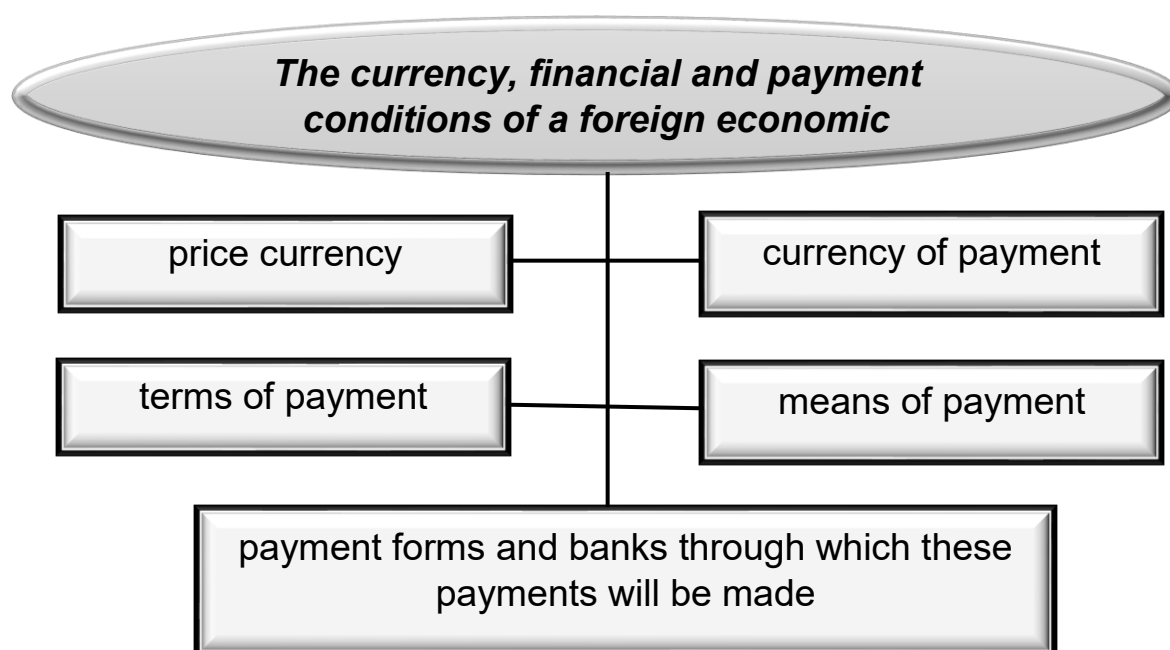 The currency, financial and payment
conditions of a foreign economic
price currency
currency of payment
terms of payment
means of payment
payment forms and banks through which these
payments will be made